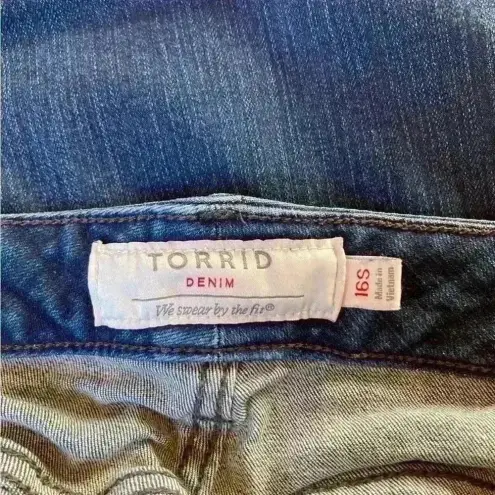 TORRID
DENIM
We swear by the fit®
16S
Made in
Vietnam